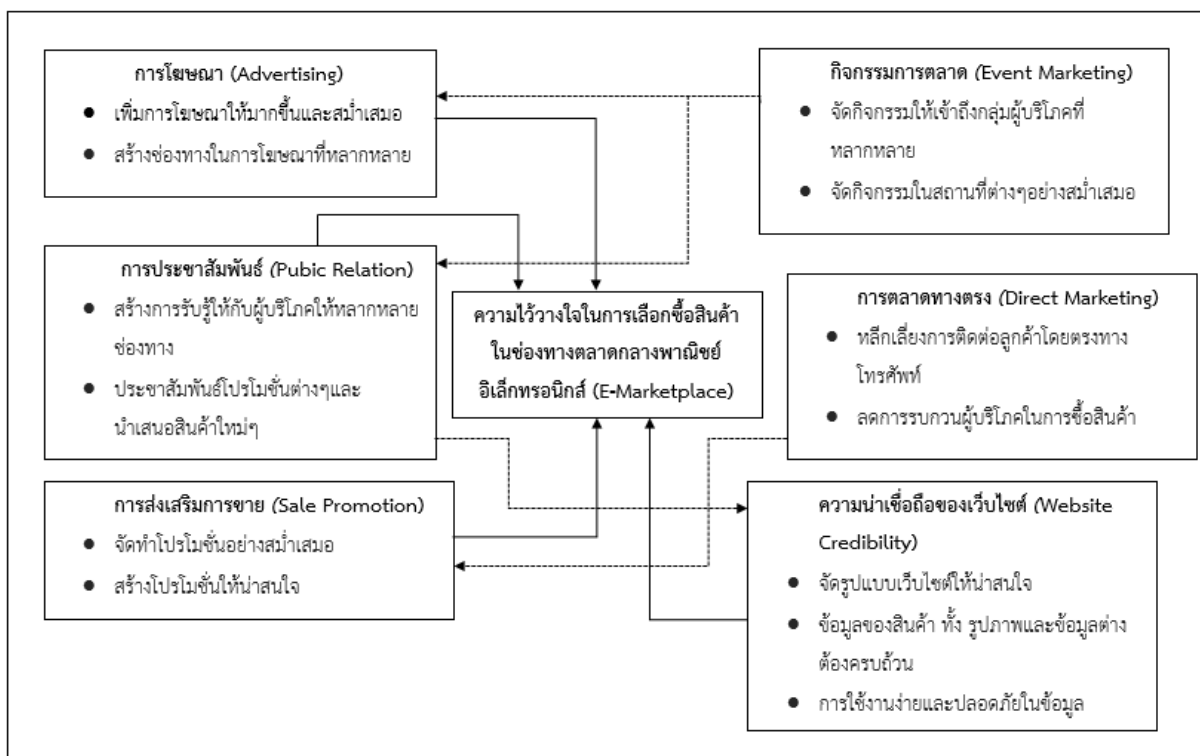 การโฆษณา (Advertising)
● เพิ่มการโฆษณาให้มากขึ้นและสม่ำเสมอ
● สร้างช่องทางในการโฆษณาที่หลากหลาย
กิจกรรมการตลาด (Event Marketing)
● จัดกิจกรรมให้เข้าถึงกลุ่มผู้บริโภคที่
หลากหลาย
● จัดกิจกรรมในสถานที่ต่างๆอย่างสม่ำเสมอ
การประชาสัมพันธ์ (Pubic Relation)
● สร้างการรับรู้ให้กับผู้บริโภคให้หลากหลาย
ช่องทาง
● ประชาสัมพันธ์โปรโมชั่นต่างๆและ
นำเสนอสินค้าใหม่ๆ
ความไว้วางใจในการเลือกซื้อสินค้า
ในช่องทางตลาดกลางพาณิชย์
อิเล็กทรอนิกส์ (E-Marketplace)
การตลาดทางตรง (Direct Marketing)
● หลีกเลี่ยงการติดต่อลูกค้าโดยตรงทาง
โทรศัพท์
● ลดการรบกวนผู้บริโภคในการซื้อสินค้า
การส่งเสริมการขาย (Sale Promotion)
● จัดทำโปรโมชั่นอย่างสม่ำเสมอ
● สร้างโปรโมชั่นให้น่าสนใจ
ความน่าเชื่อถือของเว็บไซต์ (Website
Credibility)
● จัดรูปแบบเว็บไซต์ให้น่าสนใจ
● ข้อมูลของสินค้า ทั้ง รูปภาพและข้อมูลต่าง
ต้องครบถ้วน
● การใช้งานง่ายและปลอดภัยในข้อมูล